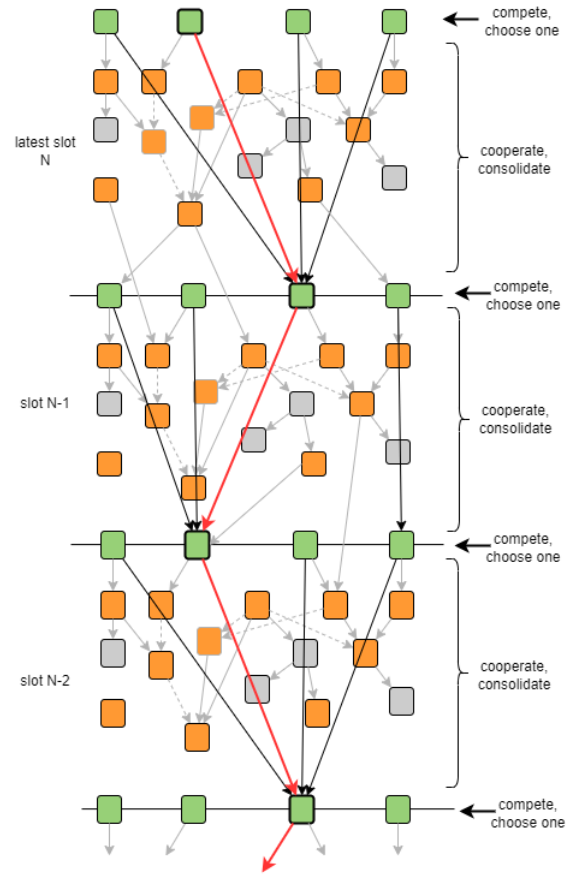 compete,
choose one
latest slot
N
cooperate,
consolidate
compete,
choose one
slot N-1
cooperate,
consolidate
compete,
choose one
slot N-2
cooperate,
consolidate
compete,
choose one